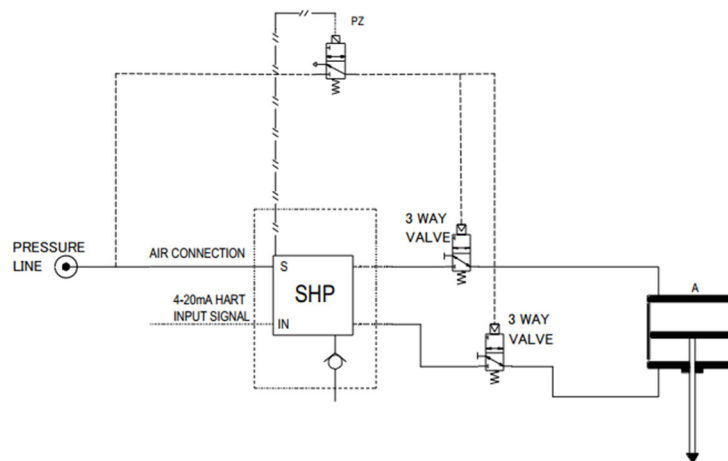 PZ
3 WAY
VALVE
PRESSURE
LINE
AIR CONNECTION
S
SHP
4-20mA HART
INPUT SIGNAL
IN
3 WAY
VALVE
A